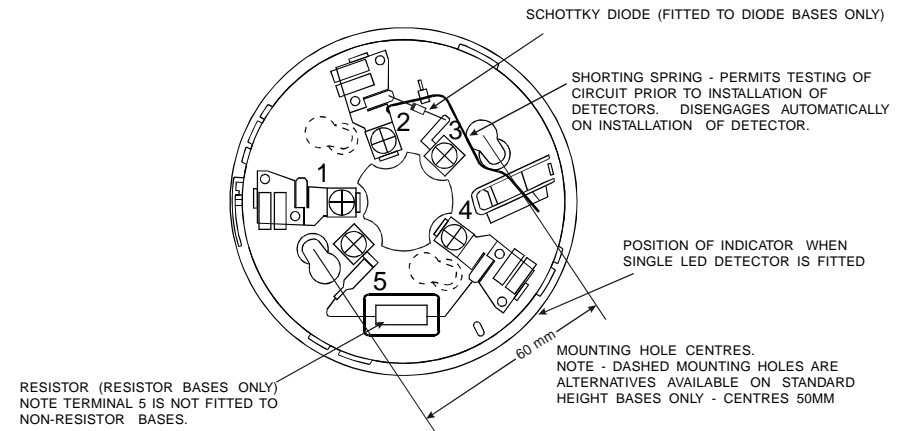 SCHOTTKY DIODE (FITTED TO DIODE BASES ONLY)
SHORTING SPRING - PERMITS TESTING OF
CIRCUIT PRIOR TO INSTALLATION OF
DETECTORS. DISENGAGES AUTOMATICALLY
ON INSTALLATION OF DETECTOR.
2
3
1
4
5
POSITION OF INDICATOR WHEN
SINGLE LED DETECTOR IS FITTED
60 mm
MOUNTING HOLE CENTRES.
NOTE - DASHED MOUNTING HOLES ARE
ALTERNATIVES AVAILABLE ON STANDARD
HEIGHT BASES ONLY - CENTRES 50MM
RESISTOR (RESISTOR BASES ONLY)
NOTE TERMINAL 5 IS NOT FITTED TO
NON-RESISTOR BASES.